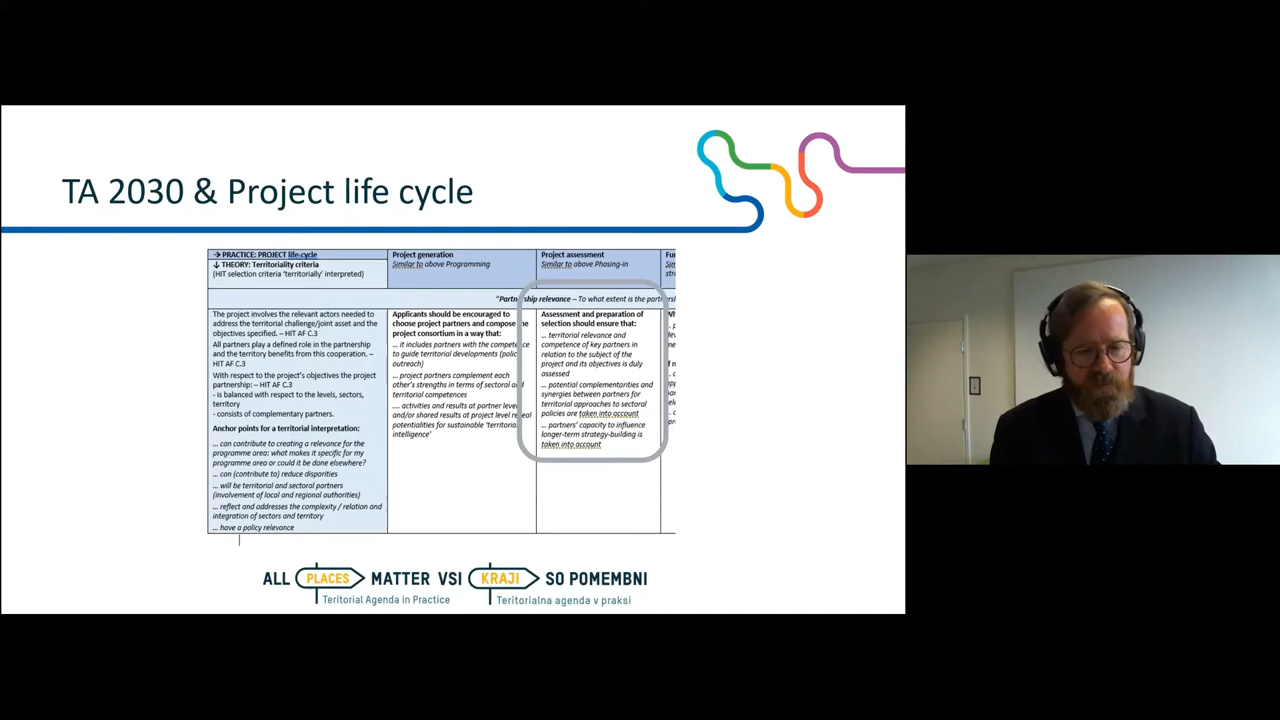 TA 2030 & Project life cycle
→ PRACTICE: PROJECT life-cycle
Project generation
Project assessment
↓ THEORY: Territoriality criteria
Similar to above Programming
Similar to above Phasing-in
(HIT selection criteria 'territorially' interpreted)
relevance – To what extent is the
The project involves the relevant actors needed to
address the territorial challenge/joint asset and the
objectives specified. – HIT AF C.3
All partners play a defined role in the partnership
and the territory benefits from this cooperation. –
HIT AF C.3
With respect to the project's objectives the project
partnership: – HIT AF C.3
- is balanced with respect to the levels, sectors,
territory
- consists of complementary partners.
Anchor points for a territorial interpretation:
... can contribute to creating a relevance for the
programme area: what makes it specific for my
programme area or could it be done elsewhere?
... can (contribute to) reduce disparities
... will be territorial and sectoral partners
(involvement of local and regional authorities)
... reflect and addresses the complexity / relation and
integration of sectors and territory
... have a policy relevance
Applicants should be encouraged to
choose project partners and compose the
project consortium in a way that:
... it includes partners with the competence
to guide territorial developments (policy
outreach)
... project partners complement each
other's strengths in terms of sectoral and
territorial competences
.... activities and results at partner level
and/or shared results at project level reveal
potentialities for sustainable 'territorial
intelligence'
Assessment and preparation of
selection should ensure that:
... territorial relevance and
competence of key partners in
relation to the subject of the
project and its objectives is duly
assessed
... potential complementarities and
synergies between partners for
territorial approaches to sectoral
policies are taken into account
... partners' capacity to influence
longer-term strategy-building is
taken into account
ALL PLACES MATTER VSI KRAJI SO POMEMBNI
Teritorial Agenda in Practice
Teritorialna agenda v praksi